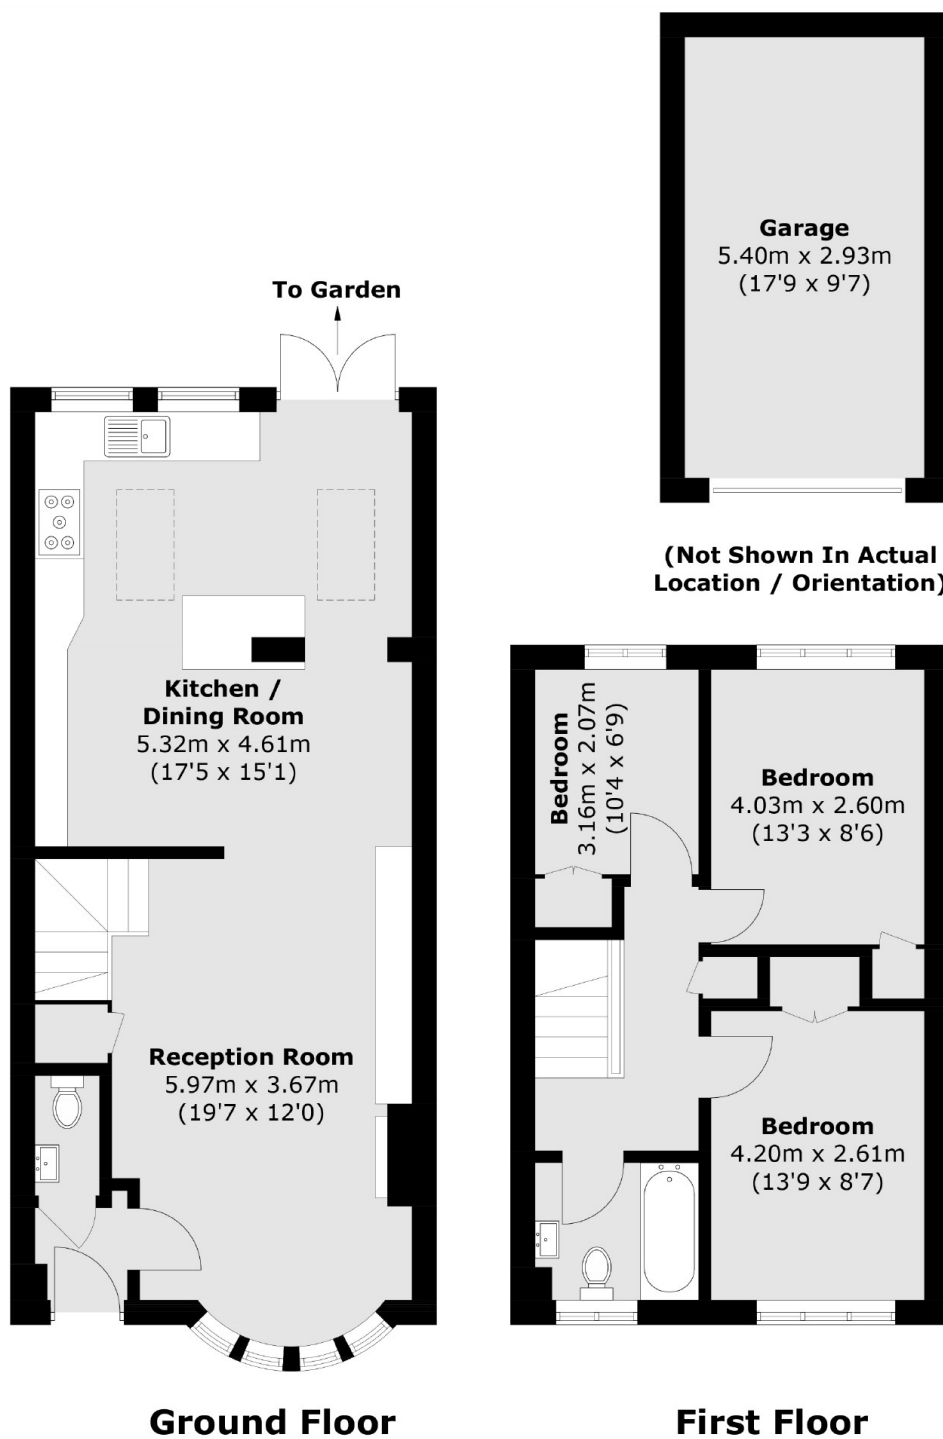 Garage
5.40m x 2.93m
(17'9 x 9'7)
To Garden
(Not Shown In Actual
Location / Orientation)
Kitchen /
Dining Room
5.32m x 4.61m
(17'5 x 15'1)
Bedroom
3.16m x 2.07m
(10'4 x 6'9)
Bedroom
4.03m x 2.60m
(13'3 x 8'6)
Reception Room
5.97m x 3.67m
(19'7 x 12'0)
Bedroom
4.20m x 2.61m
(13'9 x 8'7)
Ground Floor
First Floor